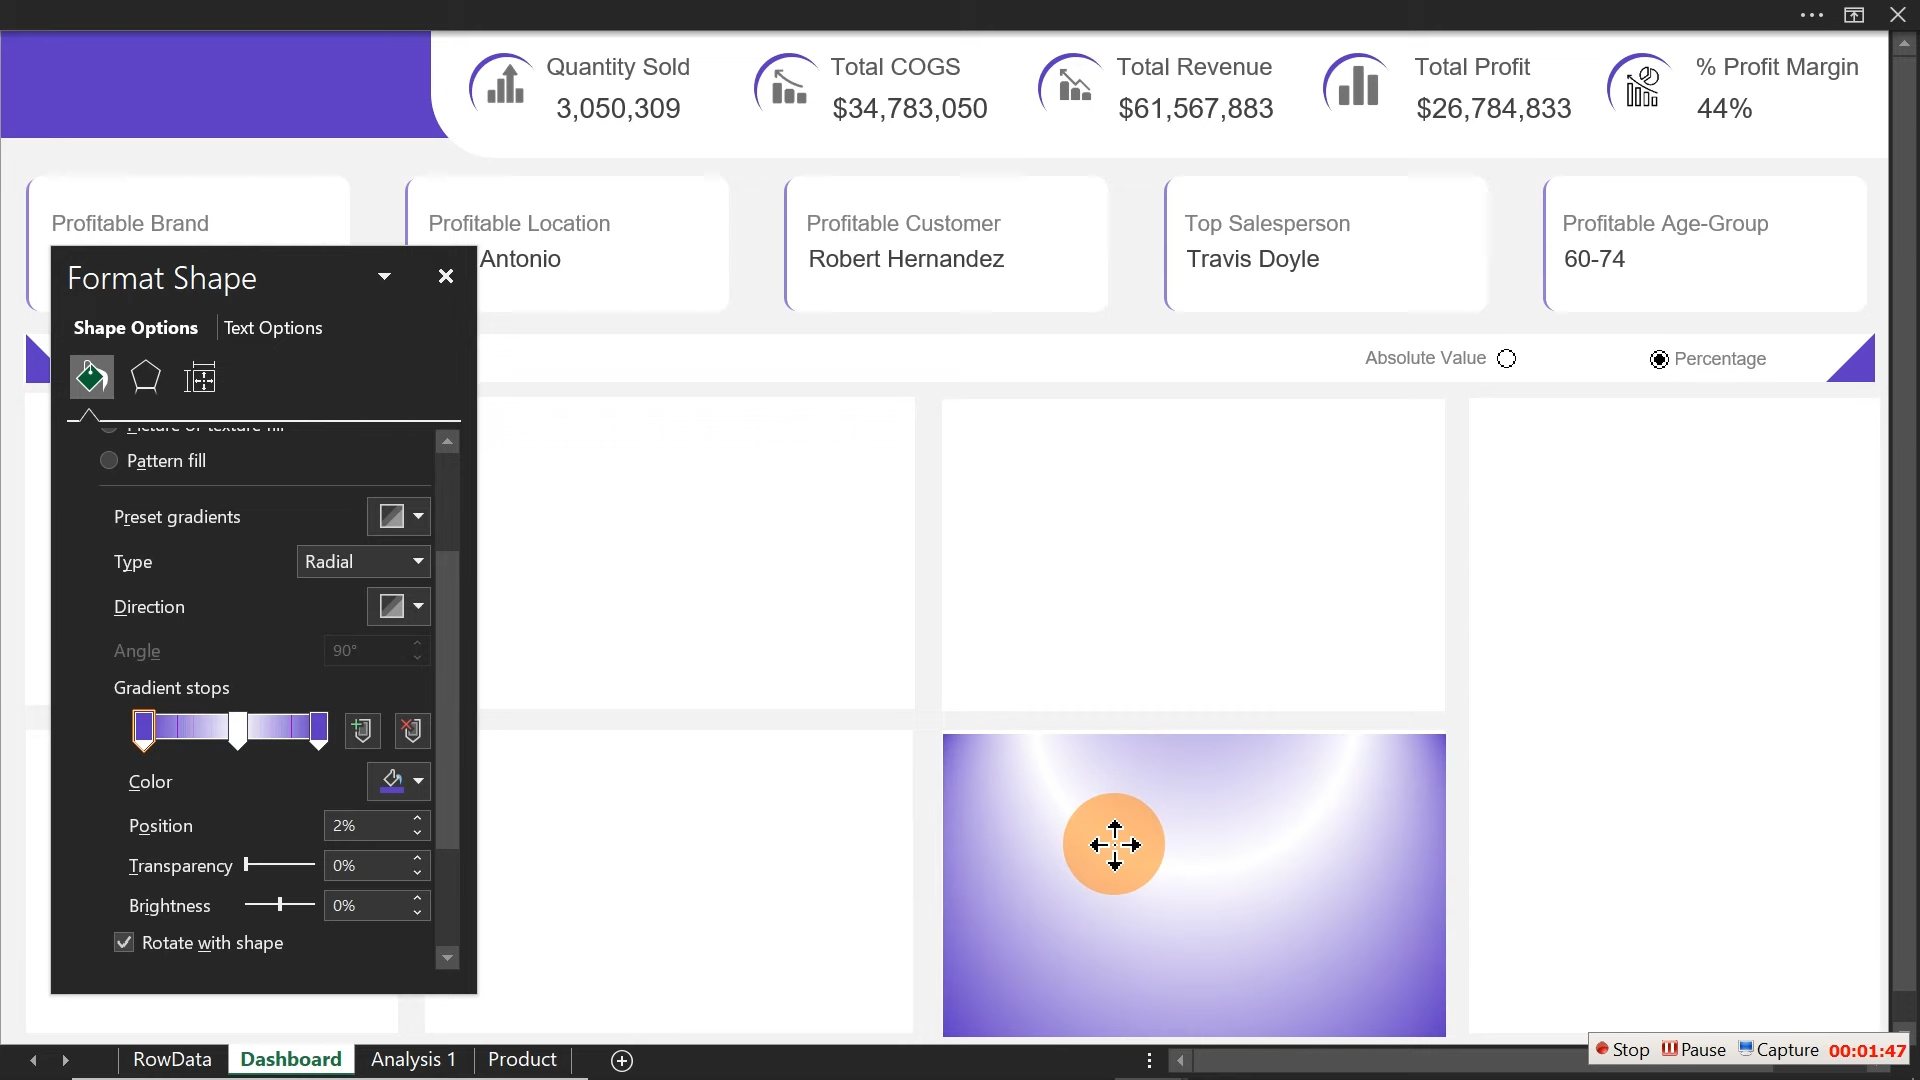 Quantity Sold
3,050,309
Total COGS
$34,783,050
Total Revenue
$61,567,883
Total Profit
$26,784,833
% Profit Margin
44%
Profitable Brand
Profitable Location
Antonio
Profitable Customer
Robert Hernandez
Top Salesperson
Travis Doyle
Profitable Age-Group
60-74
Absolute Value
Percentage
Format Shape
Shape Options
Text Options
Picture or texture fill
Pattern fill
Preset gradients
Type
Radial
Direction
Angle
90°
Gradient stops
Color
Position
2%
Transparency
0%
Brightness
0%
Rotate with shape
RowData
Dashboard
Analysis 1
Product
Stop
Pause
Capture
00:01:47